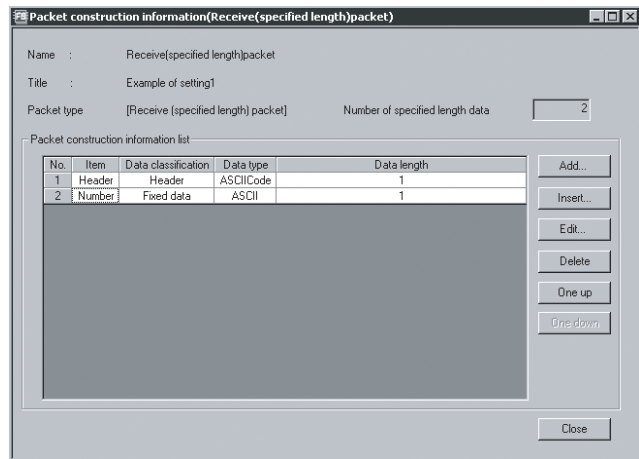 Packet construction information(Receive(specified length)packet)
Name : Receive(specified length)packet
Title : Example of setting1
Packet type [Receive (specified length) packet] Number of specified length data 2
Packet construction information list
No. Item Data classification Data type Data length
1 Header Header ASCIICode 1
2 Number Fixed data ASCII 1
Add...
Insert...
Edit...
Delete
One up
One down
Close